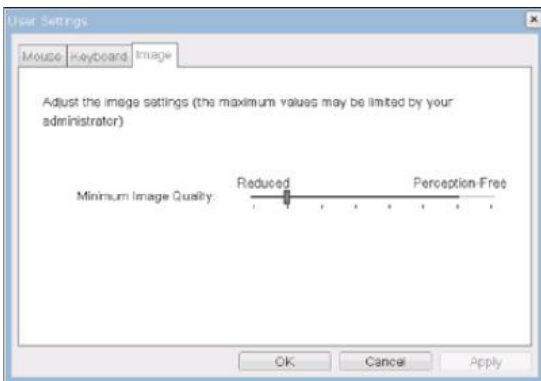 User Settings
Mouse Keyboard Image
Adjust the image settings (the maximum values may be limited by your
administrator)
Reduced Perception-Free
Minimum Image Quality:
OK Cancel Apply